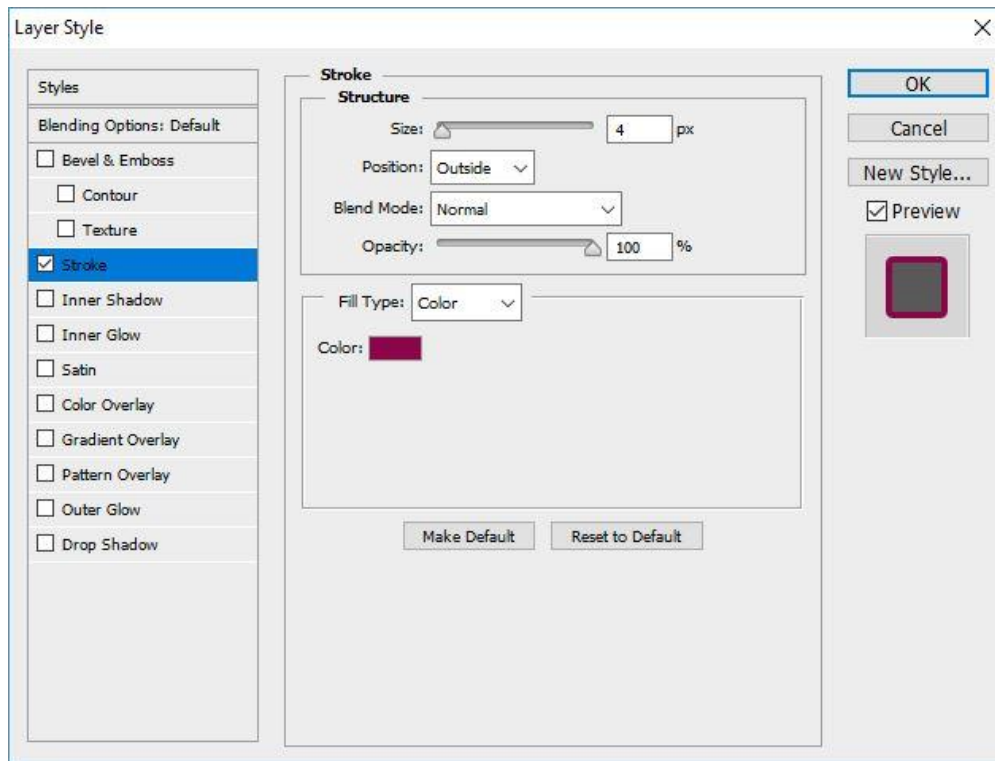 Layer Style
Styles
Blending Options: Default
Bevel & Emboss
Contour
Texture
Stroke
Inner Shadow
Inner Glow
Satin
Color Overlay
Gradient Overlay
Pattern Overlay
Outer Glow
Drop Shadow
Stroke
Structure
Size: 4 px
Position: Outside
Blend Mode: Normal
Opacity: 100 %
Fill Type: Color
Color:
Make Default Reset to Default
OK
Cancel
New Style...
Preview